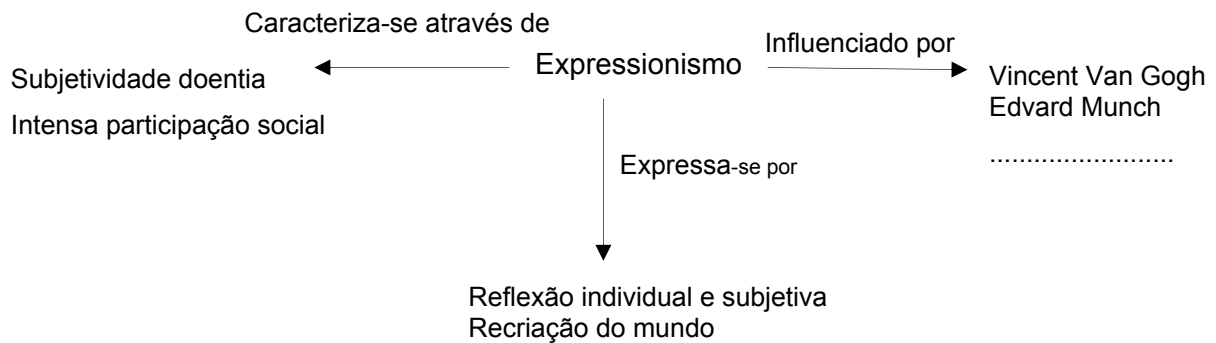 Caracteriza-se através de
Expressionismo
Influenciado por
Subjetividade doentia
Intensa participação social
Vincent Van Gogh
Edvard Munch
.........................
Expressa-se por
Reflexão individual e subjetiva
Recriação do mundo